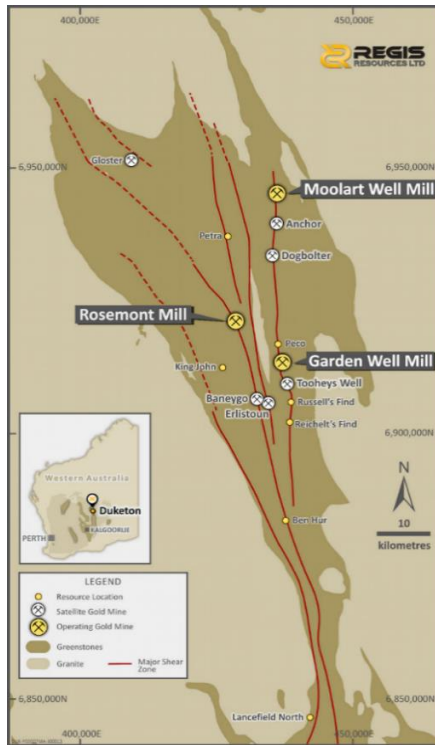 400,000E
450,000E
REGIS
RESOURCES LTD
6,950,000N
6,950,000N
Gloster
Moolart Well Mill
Anchor
Petra
Dogbolter
Rosemont Mill
Peco
Garden Well Mill
King John
Tooheys Well
Baneygo
Russell's Find
Erlistoun
Reichelt's Find
6,900,000N
Western Australia
Duketon
KALGOORLIE
PERTH
N
10
kilometres
Ben Hur
LEGEND
Resource Location
Satellite Gold Mine
Operating Gold Mine
Greenstones
Granite
Major Shear
Zone
6,850,000N
6,850,000N
Lancefield North
400,000E